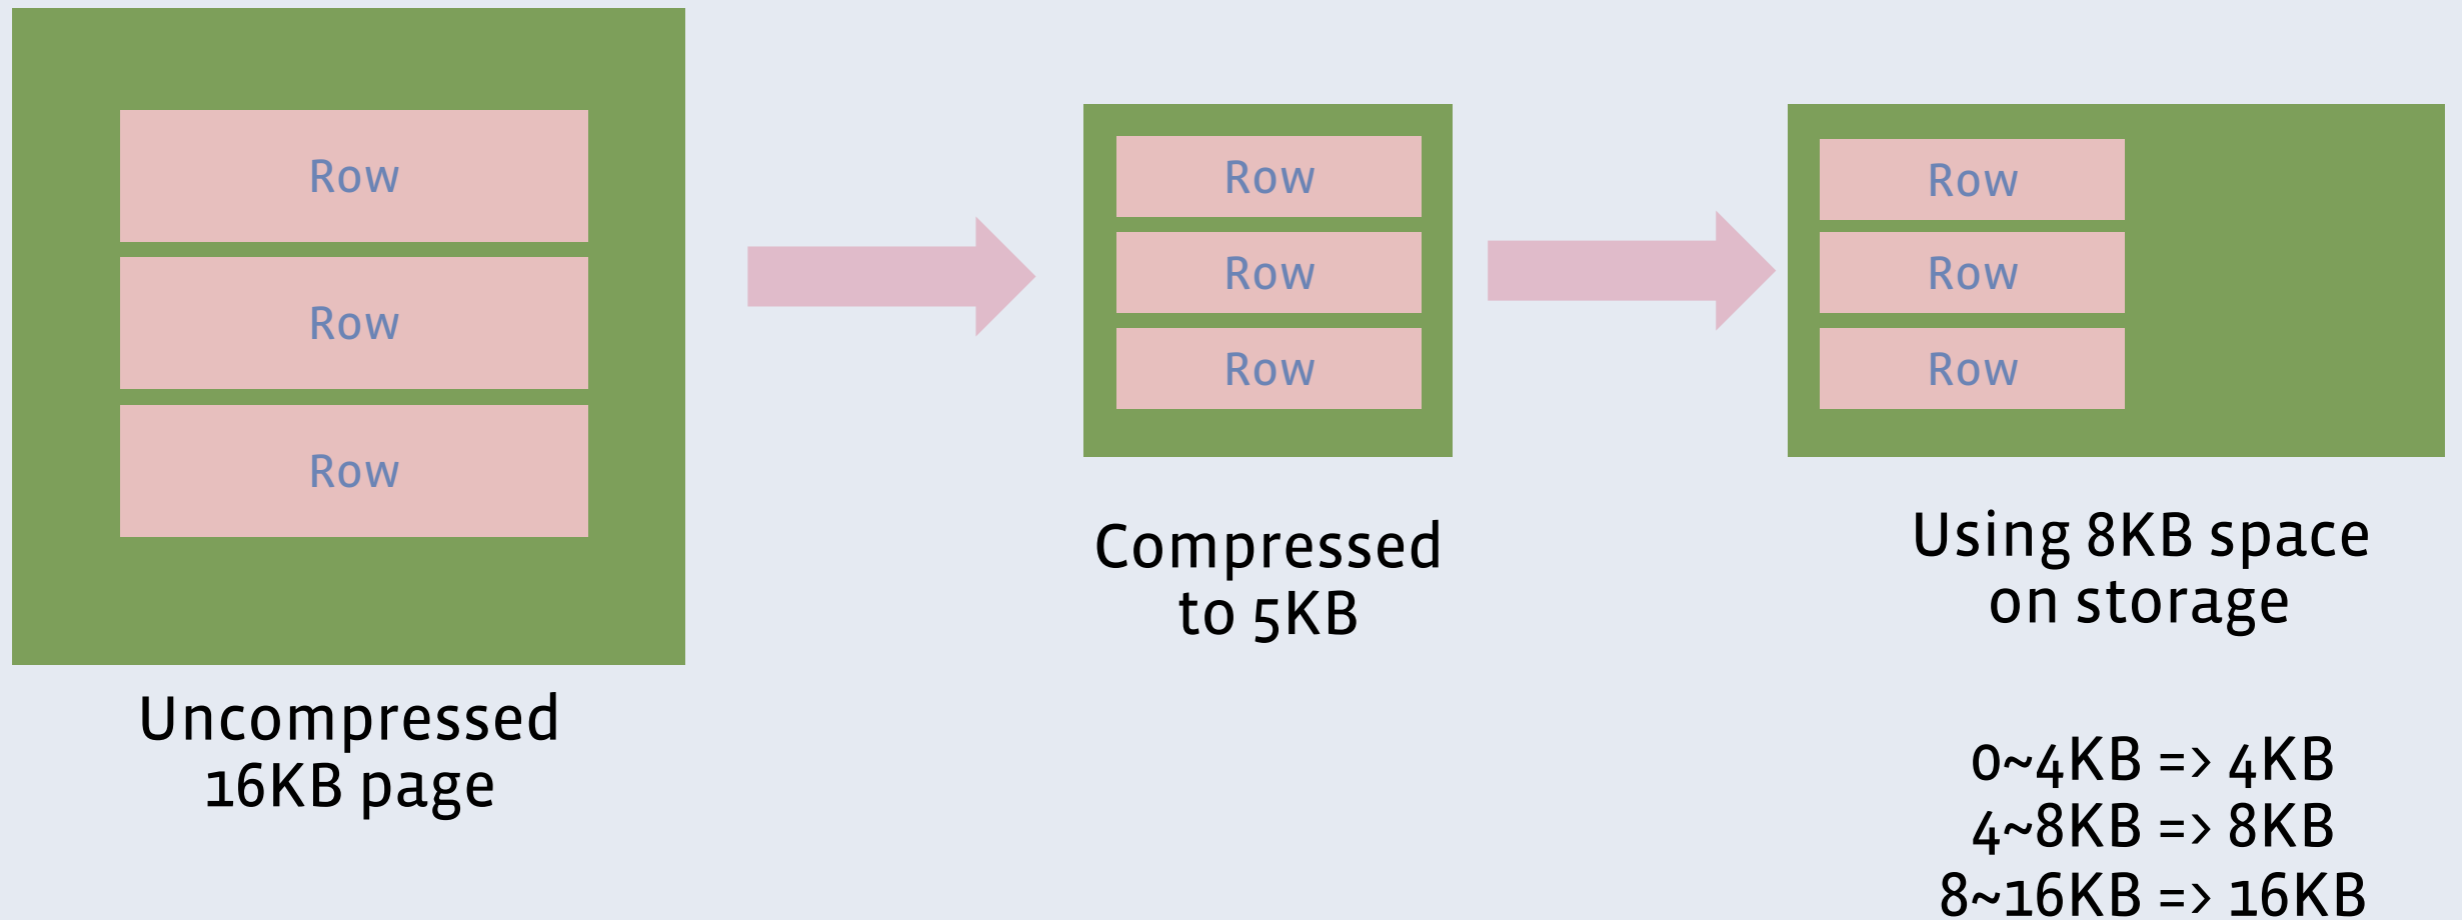 Row
Row
Row
Uncompressed
16KB page
Row
Row
Row
Compressed
to 5KB
Row
Row
Row
Using 8KB space
on storage
0~4KB => 4KB
4~8KB => 8KB
8~16KB => 16KB